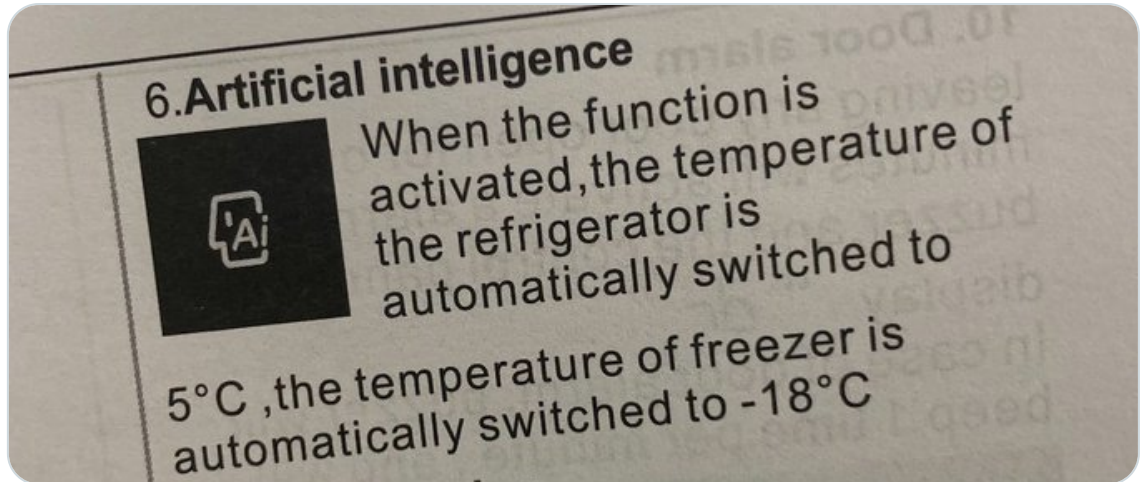 6.Artificial intelligence
When the function is
activated,the temperature of
the refrigerator is
automatically switched to
Ai
5°C ,the temperature of freezer is
automatically switched to -18°C